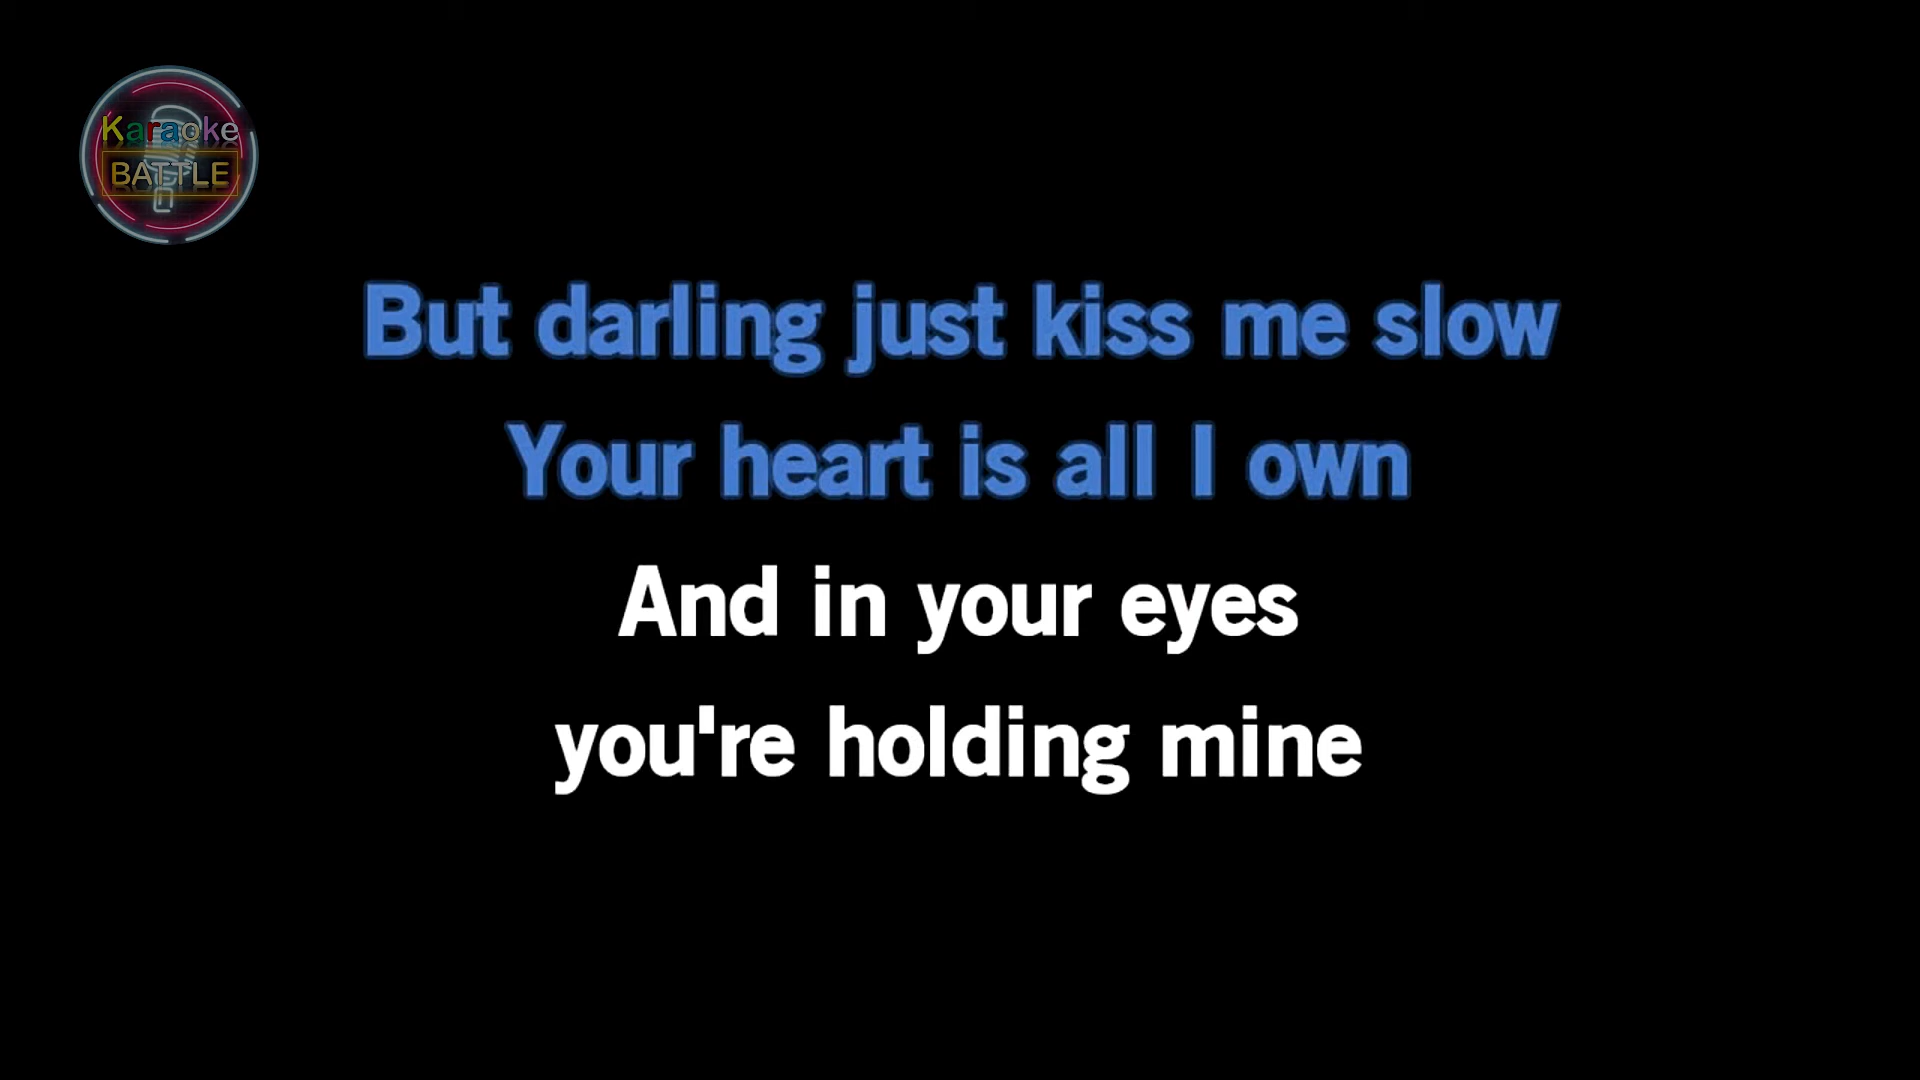 Karaoke
BATTLE
But darling just kiss me slow
Your heart is all I own
And in your eyes
you're holding mine